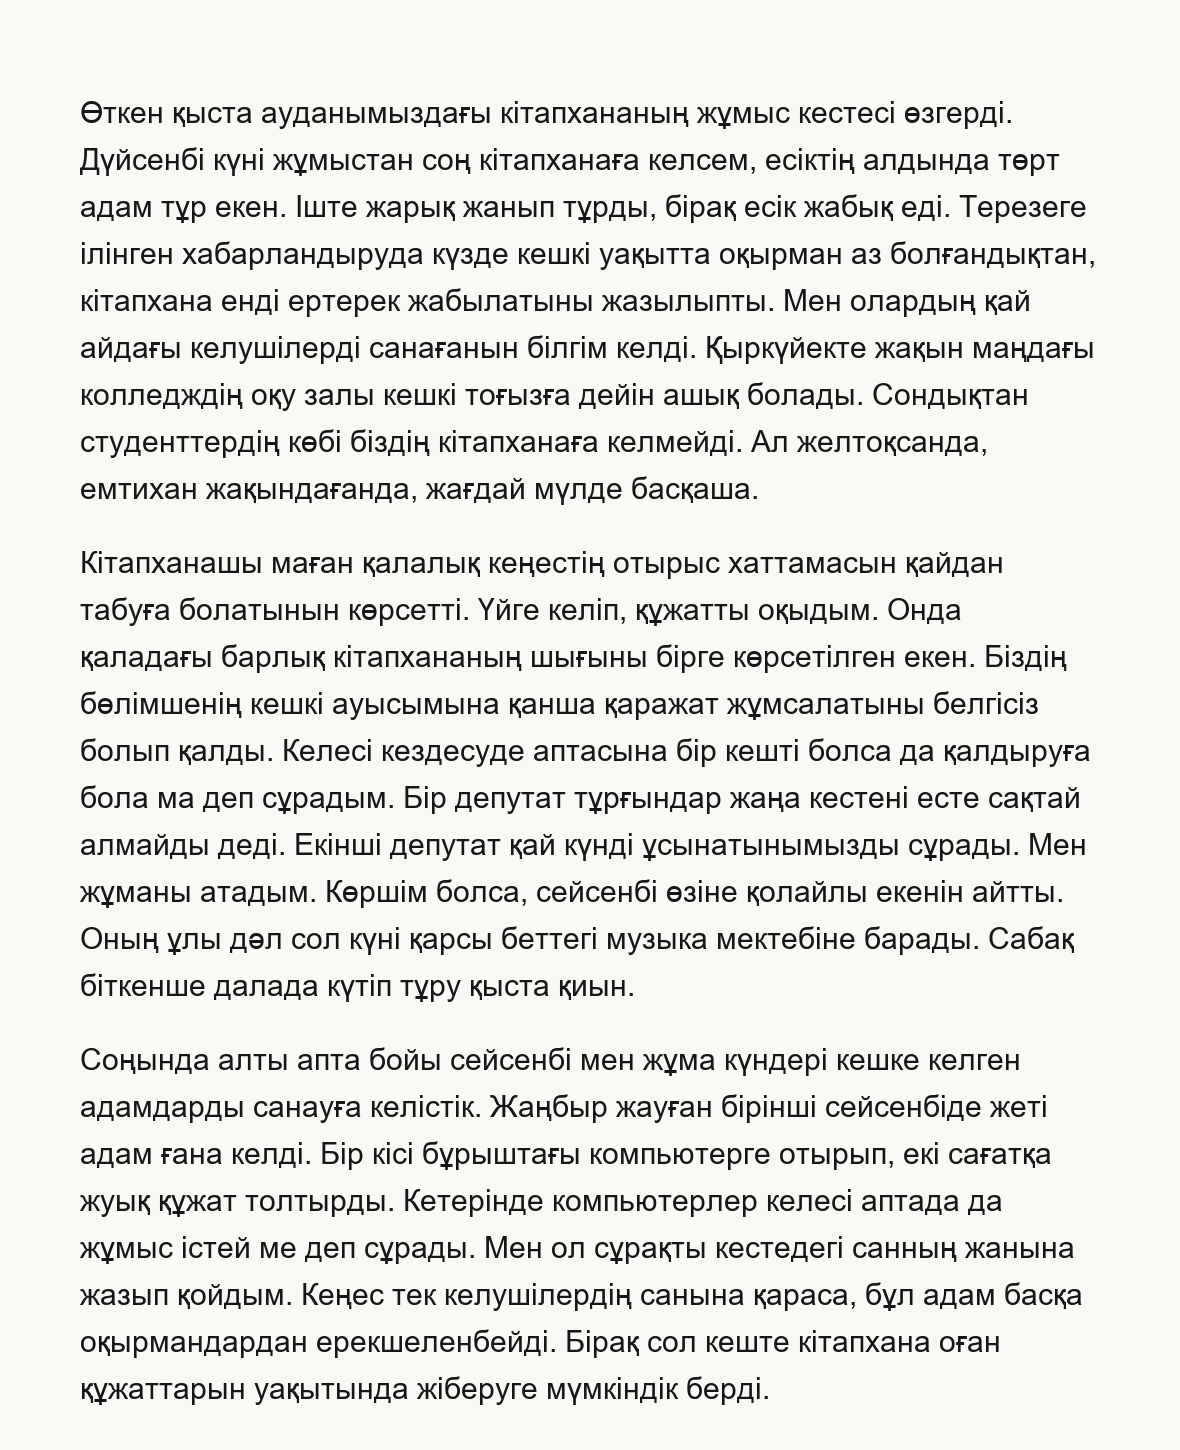 Өткен қыста ауданымыздағы кітапхананың жұмыс кестесі өзгерді.
Дүйсенбі күні жұмыстан соң кітапханаға келсем, есіктің алдында төрт
адам тұр екен. Іште жарық жанып тұрды, бірақ есік жабық еді. Терезеге
ілінген хабарландыруда күзде кешкі уақытта оқырман аз болғандықтан,
кітапхана енді ертерек жабылатыны жазылыпты. Мен олардың қай
айдағы келушілерді санағанын білгім келді. Қыркүйекте жақын маңдағы
колледждің оқу залы кешкі тоғызға дейін ашық болады. Сондықтан
студенттердің көбі біздің кітапханаға келмейді. Ал желтоқсанда,
емтихан жақындағанда, жағдай мүлде басқаша.
Кітапханашы маған қалалық кеңестің отырыс хаттамасын қайдан
табуға болатынын көрсетті. Үйге келіп, құжатты оқыдым. Онда
қаладағы барлық кітапхананың шығыны бірге көрсетілген екен. Біздің
бөлімшенің кешкі ауысымына қанша қаражат жұмсалатыны белгісіз
болып қалды. Келесі кездесуде аптасына бір кешті болса да қалдыруға
бола ма деп сұрадым. Бір депутат тұрғындар жаңа кестені есте сақтай
алмайды деді. Екінші депутат қай күнді ұсынатынымызды сұрады. Мен
жұманы атадым. Көршім болса, сейсенбі өзіне қолайлы екенін айтты.
Оның ұлы дәл сол күні қарсы беттегі музыка мектебіне барады. Сабақ
біткенше далада күтіп тұру қыста қиын.
Соңында алты апта бойы сейсенбі мен жұма күндері кешке келген
адамдарды санауға келістік. Жаңбыр жауған бірінші сейсенбіде жеті
адам ғана келді. Бір кісі бұрыштағы компьютерге отырып, екі сағатқа
жуық құжат толтырды. Кетерінде компьютерлер келесі аптада да
жұмыс істей ме деп сұрады. Мен ол сұрақты кестедегі санның жанына
жазып қойдым. Кеңес тек келушілердің санына қараса, бұл адам басқа
оқырмандардан ерекшеленбейді. Бірақ сол кеште кітапхана оған
құжаттарын уақытында жіберуге мүмкіндік берді.